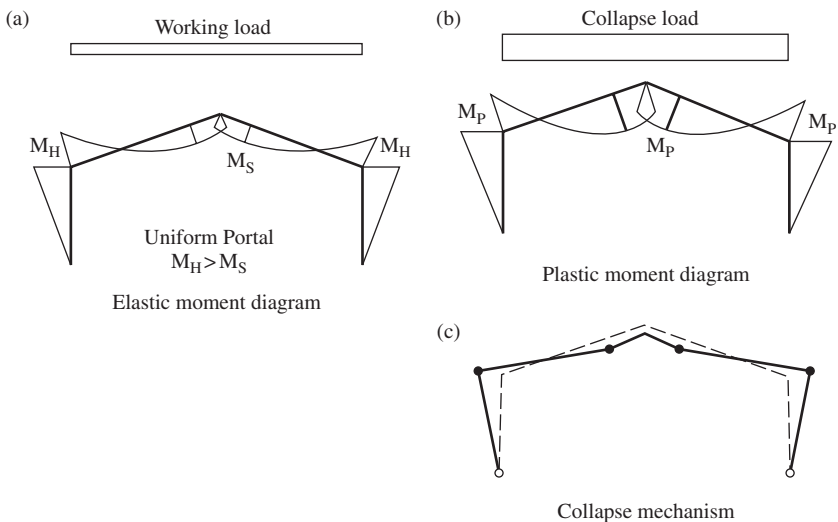 (a)
Working load
M_H
M_S
M_H
Uniform Portal
M_H > M_S
Elastic moment diagram
(b)
Collapse load
M_P
M_P
M_P
Plastic moment diagram
(c)
Collapse mechanism